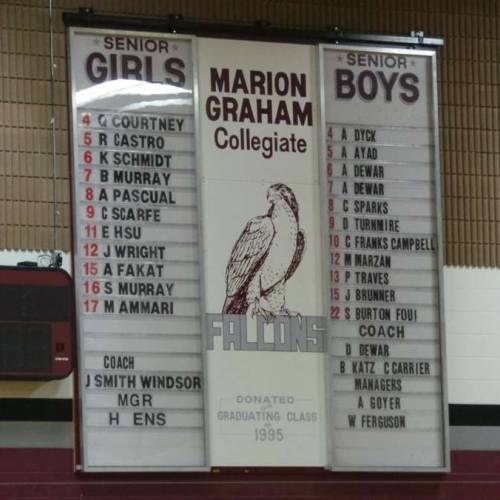 SENIOR
GIRLS
4 G COURTNEY
5 R CASTRO
6 K SCHMIDT
7 B MURRAY
8 A PASCUAL
9 C SCARFE
11 E HSU
12 J WRIGHT
15 A FAKAT
16 S MURRAY
17 M AMMARI
COACH
J SMITH WINDSOR
MGR
H ENS
MARION
GRAHAM
Collegiate
FALCONS
DONATED
GRADUATING CLASS
1995
SENIOR
BOYS
4 A DYCK
5 A AYAD
6 A DEWAR
7 A DEWAR
8 C SPARKS
9 D TURNMIRE
10 C FRANKS CAMPBELL
12 M MARZAN
13 P TRAVES
15 J BRUNNER
22 S BURTON FOUI
COACH
D DEWAR
B KATZ C CARRIER
MANAGERS
A GOYER
W FERGUSON